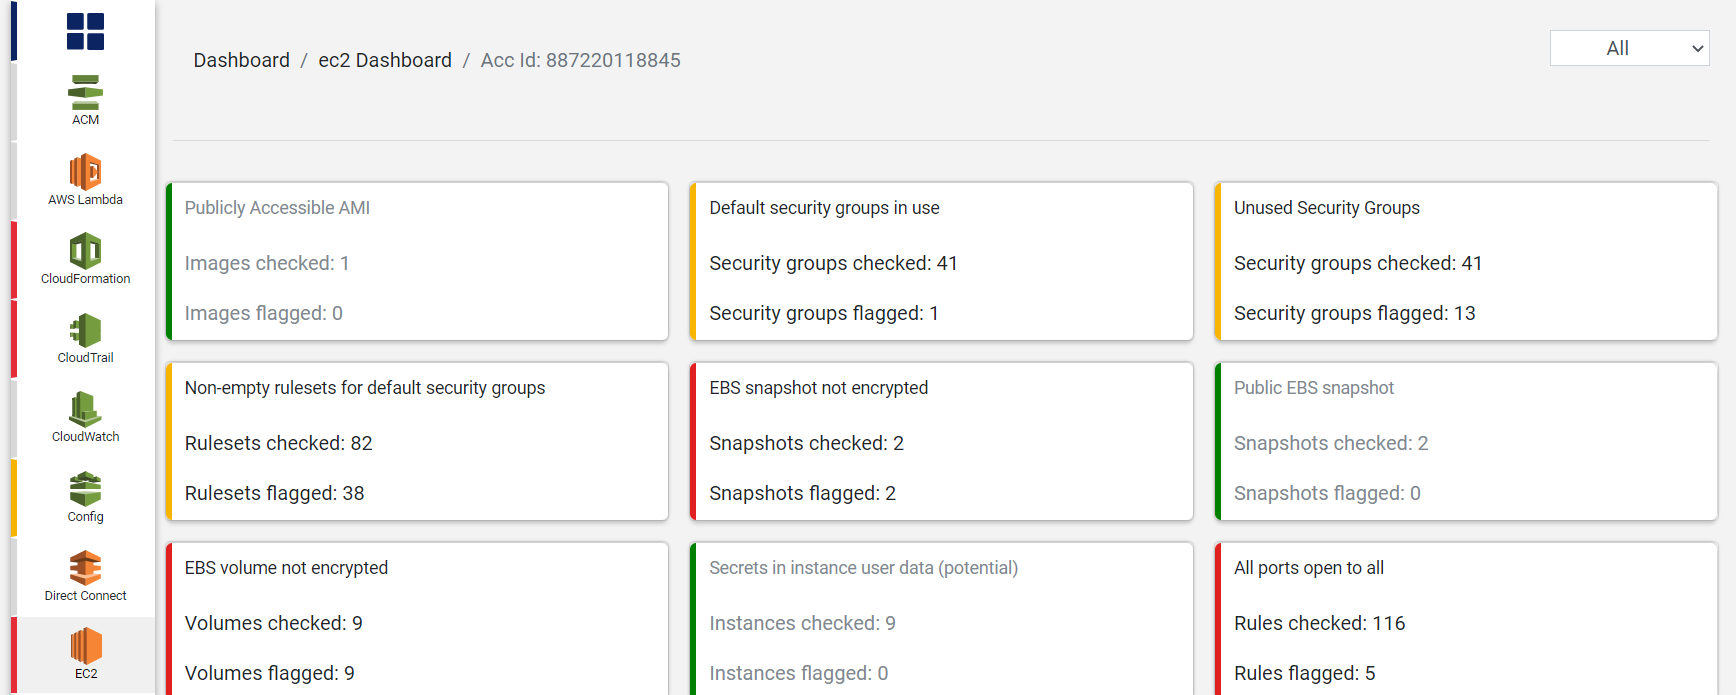 Dashboard / ec2 Dashboard / Acc Id: 887220118845
All
ACM
AWS Lambda
CloudFormation
CloudTrail
CloudWatch
Config
Direct Connect
EC2
Publicly Accessible AMI
Images checked: 1
Images flagged: 0
Default security groups in use
Security groups checked: 41
Security groups flagged: 1
Unused Security Groups
Security groups checked: 41
Security groups flagged: 13
Non-empty rulesets for default security groups
Rulesets checked: 82
Rulesets flagged: 38
EBS snapshot not encrypted
Snapshots checked: 2
Snapshots flagged: 2
Public EBS snapshot
Snapshots checked: 2
Snapshots flagged: 0
EBS volume not encrypted
Volumes checked: 9
Volumes flagged: 9
Secrets in instance user data (potential)
Instances checked: 9
Instances flagged: 0
All ports open to all
Rules checked: 116
Rules flagged: 5